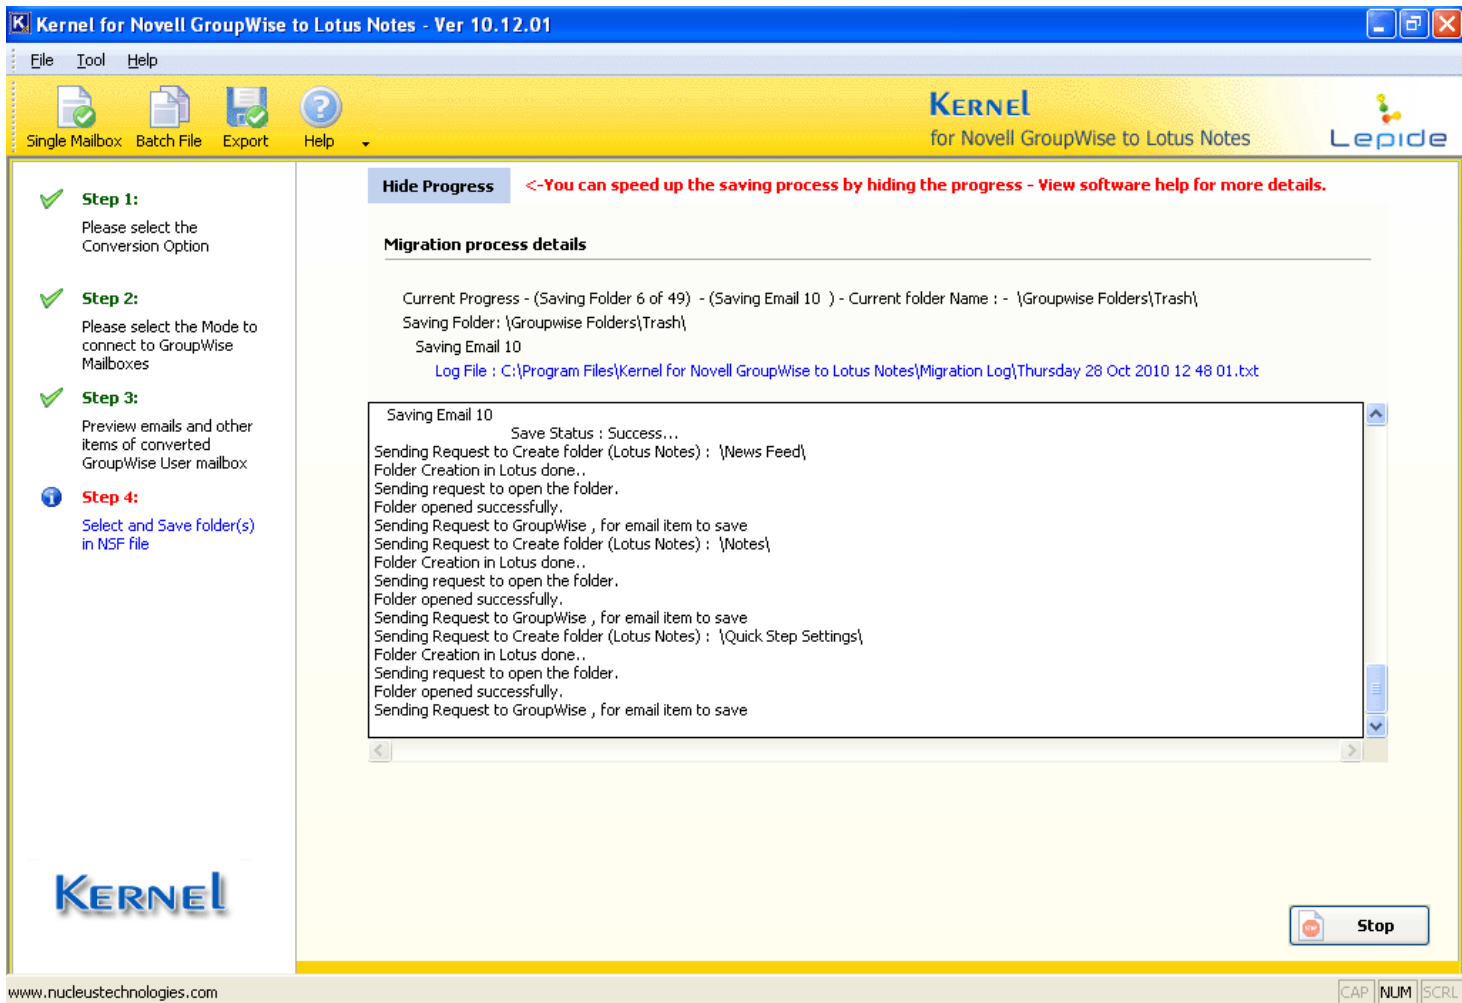 Kernel for Novell GroupWise to Lotus Notes - Ver 10.12.01
File Tool Help
Single Mailbox Batch File Export Help
KERNEL
for Novell GroupWise to Lotus Notes
Lepide
Step 1:
Please select the
Conversion Option
Step 2:
Please select the Mode to
connect to GroupWise
Mailboxes
Step 3:
Preview emails and other
items of converted
GroupWise User mailbox
Step 4:
Select and Save folder(s)
in NSF file
KERNEL
Hide Progress <-You can speed up the saving process by hiding the progress - View software help for more details.
Migration process details
Current Progress - (Saving Folder 6 of 49) - (Saving Email 10 ) - Current folder Name : - \Groupwise Folders\Trash\
Saving Folder: \Groupwise Folders\Trash\
Saving Email 10
Log File : C:\Program Files\Kernel for Novell GroupWise to Lotus Notes\Migration Log\Thursday 28 Oct 2010 12 48 01.txt
Saving Email 10
Save Status : Success...
Sending Request to Create folder (Lotus Notes) : \News Feed\
Folder Creation in Lotus done..
Sending request to open the folder.
Folder opened successfully.
Sending Request to GroupWise , for email item to save
Sending Request to Create folder (Lotus Notes) : \Notes\
Folder Creation in Lotus done..
Sending request to open the folder.
Folder opened successfully.
Sending Request to GroupWise , for email item to save
Sending Request to Create folder (Lotus Notes) : \Quick Step Settings\
Folder Creation in Lotus done..
Sending request to open the folder.
Folder opened successfully.
Sending Request to GroupWise , for email item to save
Stop
www.nucleustechnologies.com
CAP NUM SCRL